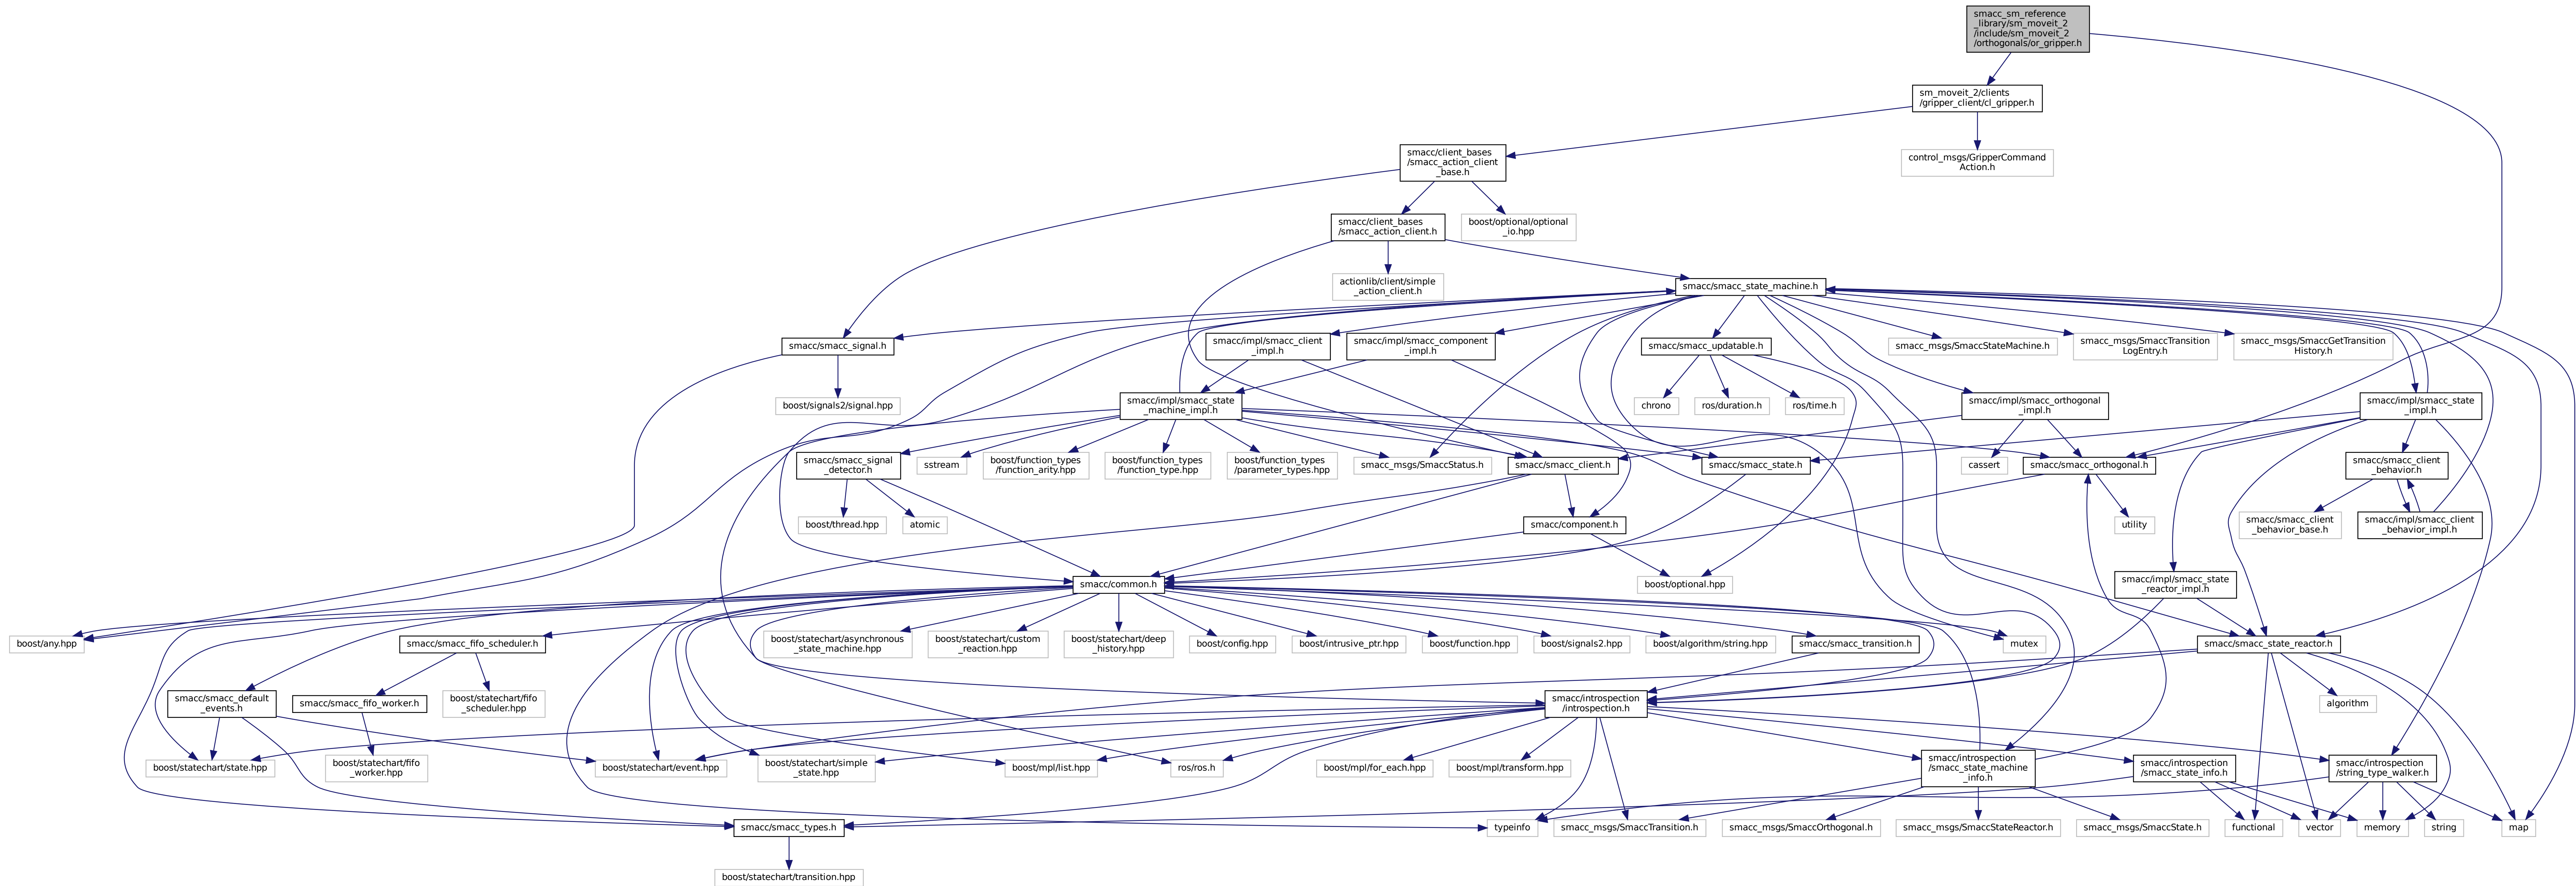 smacc_sm_reference
_library/sm_moveit_2
/include/sm_moveit_2
/orthogonals/or_gripper.h
sm_moveit_2/clients
/gripper_client/cl_gripper.h
smacc/client_bases
/smacc_action_client
_base.h
control_msgs/GripperCommand
Action.h
smacc/client_bases
/smacc_action_client.h
boost/optional/optional
_io.hpp
actionlib/client/simple
_action_client.h
smacc/smacc_state_machine.h
smacc/smacc_signal.h
smacc/impl/smacc_client
_impl.h
smacc/impl/smacc_component
_impl.h
smacc/smacc_updatable.h
smacc_msgs/SmaccStateMachine.h
smacc_msgs/SmaccTransition
LogEntry.h
smacc_msgs/SmaccGetTransition
History.h
boost/signals2/signal.hpp
smacc/impl/smacc_state
_machine_impl.h
chrono
ros/duration.h
ros/time.h
smacc/impl/smacc_orthogonal
_impl.h
smacc/impl/smacc_state
_impl.h
smacc/smacc_signal
_detector.h
sstream
boost/function_types
/function_arity.hpp
boost/function_types
/function_type.hpp
boost/function_types
/parameter_types.hpp
smacc_msgs/SmaccStatus.h
smacc/smacc_client.h
smacc/smacc_state.h
cassert
smacc/smacc_orthogonal.h
smacc/smacc_client
_behavior.h
boost/thread.hpp
atomic
smacc/component.h
utility
smacc/smacc_client
_behavior_base.h
smacc/impl/smacc_client
_behavior_impl.h
smacc/common.h
boost/optional.hpp
smacc/impl/smacc_state
_reactor_impl.h
boost/any.hpp
smacc/smacc_fifo_scheduler.h
boost/statechart/asynchronous
_state_machine.hpp
boost/statechart/custom
_reaction.hpp
boost/statechart/deep
_history.hpp
boost/config.hpp
boost/intrusive_ptr.hpp
boost/function.hpp
boost/signals2.hpp
boost/algorithm/string.hpp
smacc/smacc_transition.h
mutex
smacc/smacc_state_reactor.h
smacc/smacc_default
_events.h
smacc/smacc_fifo_worker.h
boost/statechart/fifo
_scheduler.hpp
smacc/introspection
/introspection.h
algorithm
boost/statechart/state.hpp
boost/statechart/fifo
_worker.hpp
boost/statechart/event.hpp
boost/statechart/simple
_state.hpp
boost/mpl/list.hpp
ros/ros.h
boost/mpl/for_each.hpp
boost/mpl/transform.hpp
smacc/introspection
/smacc_state_machine
_info.h
smacc/introspection
/smacc_state_info.h
smacc/introspection
/string_type_walker.h
smacc/smacc_types.h
typeinfo
smacc_msgs/SmaccTransition.h
smacc_msgs/SmaccOrthogonal.h
smacc_msgs/SmaccStateReactor.h
smacc_msgs/SmaccState.h
functional
vector
memory
string
map
boost/statechart/transition.hpp